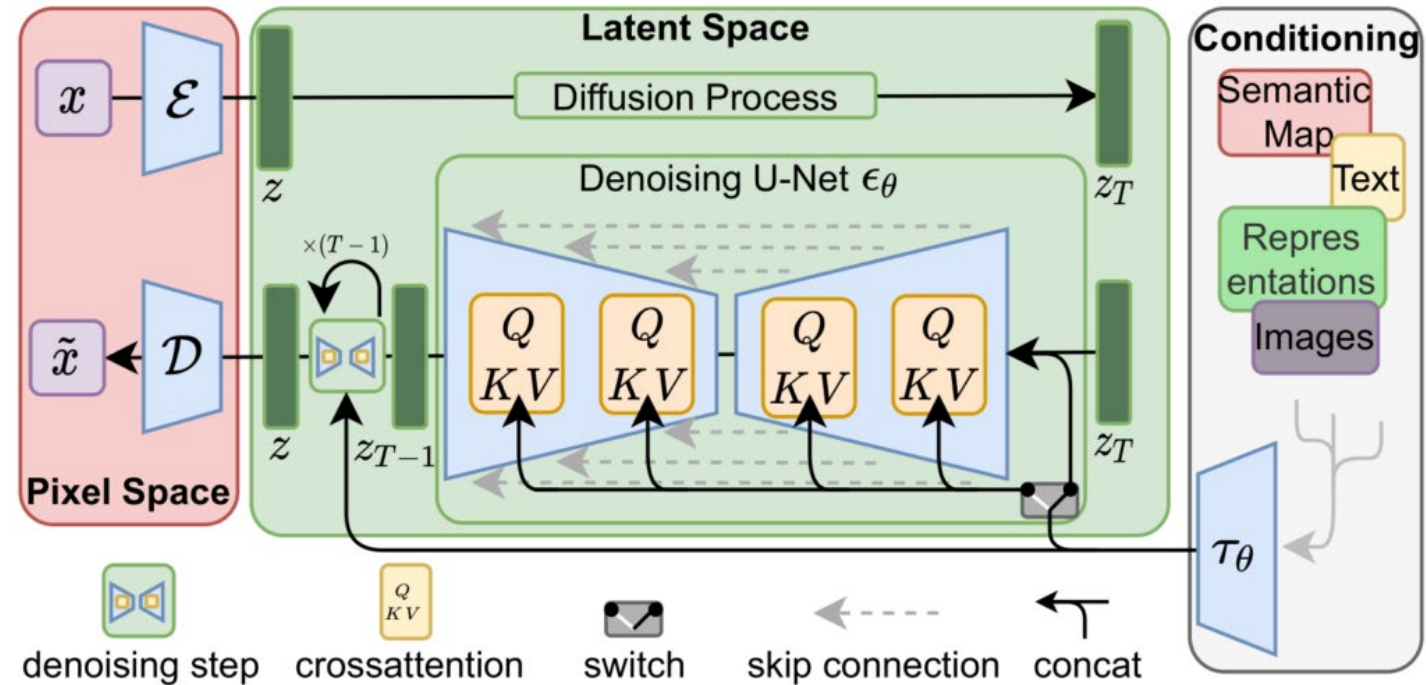 Latent Space
Conditioning
x
ℰ
Diffusion Process
Semantic
Map
z
Denoising U-Net ϵ_θ
z_T
Text
×(T − 1)
Repres
entations
Q
KV
Q
KV
Q
KV
Q
KV
x̃
𝒟
Images
z
z_{T−1}
z_T
Pixel Space
τ_θ
Q
KV
denoising step
crossattention
switch
skip connection
concat